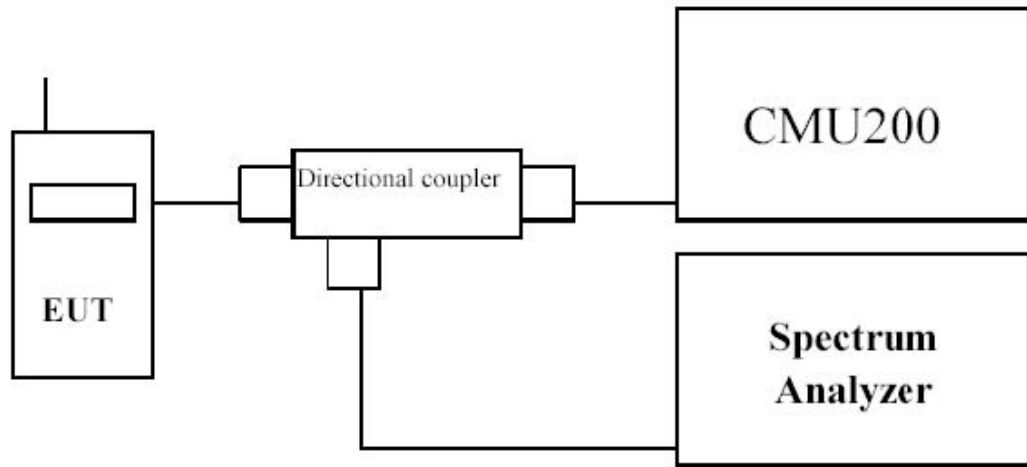 CMU200
Directional coupler
EUT
Spectrum
Analyzer